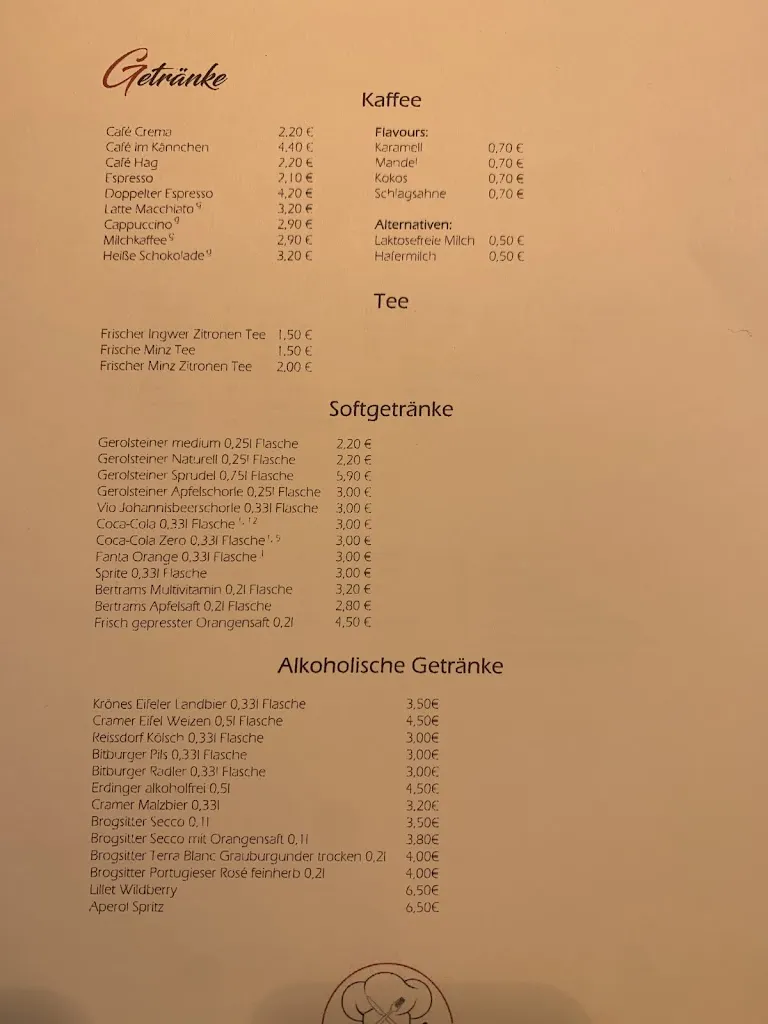 Getränke
Kaffee
Café Crema 2,20 €
Café im Kännchen 4,40 €
Café Hag 2,20 €
Espresso 2,10 €
Doppelter Espresso 4,20 €
Latte Macchiato g 3,20 €
Cappuccino g 2,90 €
Milchkaffee g 2,90 €
Heiße Schokolade g 3,20 €
Flavours:
Karamell 0,70 €
Mandel 0,70 €
Kokos 0,70 €
Schlagsahne 0,70 €
Alternativen:
Laktosefreie Milch 0,50 €
Hafermilch 0,50 €
Tee
Frischer Ingwer Zitronen Tee 1,50 €
Frische Minz Tee 1,50 €
Frischer Minz Zitronen Tee 2,00 €
Softgetränke
Gerolsteiner medium 0,25l Flasche 2,20 €
Gerolsteiner Naturell 0,25l Flasche 2,20 €
Gerolsteiner Sprudel 0,75l Flasche 5,90 €
Gerolsteiner Apfelschorle 0,25l Flasche 3,00 €
Vio Johannisbeerschorle 0,33l Flasche 3,00 €
Coca-Cola 0,33l Flasche 1, 12 3,00 €
Coca-Cola Zero 0,33l Flasche 1, 5 3,00 €
Fanta Orange 0,33l Flasche 1 3,00 €
Sprite 0,33l Flasche 3,00 €
Bertrams Multivitamin 0,2l Flasche 3,20 €
Bertrams Apfelsaft 0,2l Flasche 2,80 €
Frisch gepresster Orangensaft 0,2l 4,50 €
Alkoholische Getränke
Krönes Eifeler Landbier 0,33l Flasche 3,50€
Cramer Eifel Weizen 0,5l Flasche 4,50€
Reissdorf Kölsch 0,33l Flasche 3,00€
Bitburger Pils 0,33l Flasche 3,00€
Bitburger Radler 0,33l Flasche 3,00€
Erdinger alkoholfrei 0,5l 4,50€
Cramer Malzbier 0,33l 3,20€
Brogsitter Secco 0,1l 3,50€
Brogsitter Secco mit Orangensaft 0,1l 3,80€
Brogsitter Terra Blanc Grauburgunder trocken 0,2l 4,00€
Brogsitter Portugieser Rosé feinherb 0,2l 4,00€
Lillet Wildberry 6,50€
Aperol Spritz 6,50€